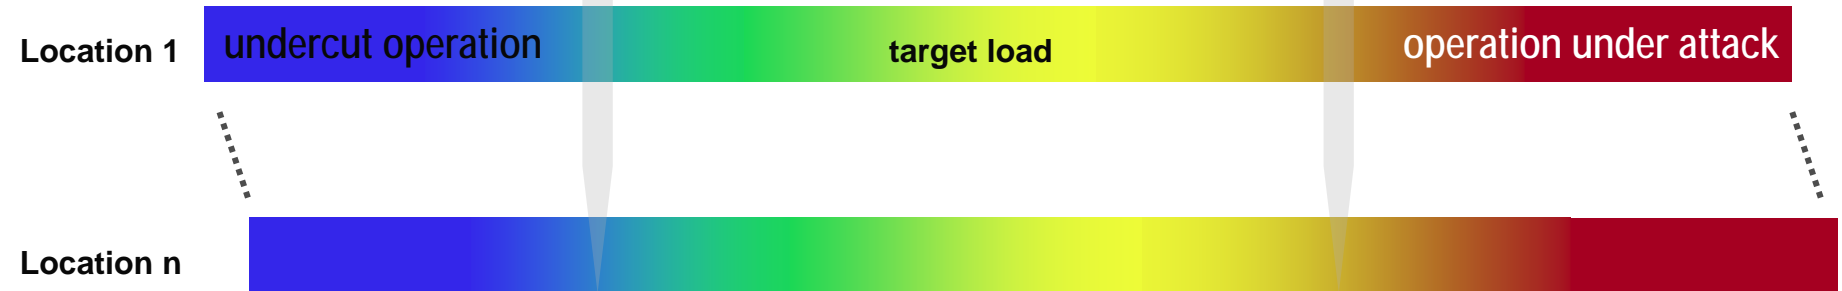 Location 1
undercut operation
target load
operation under attack
Location n